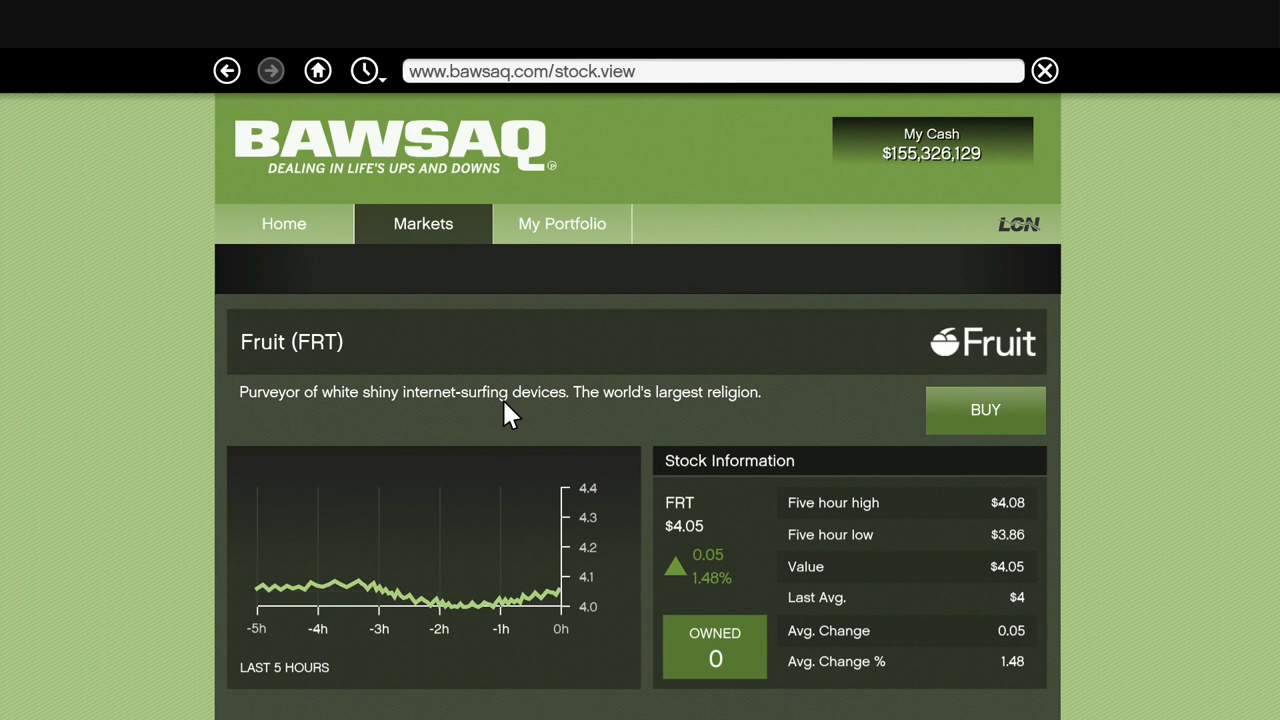 www.bawsaq.com/stock.view
BAWSAQ
DEALING IN LIFE'S UPS AND DOWNS
My Cash
$155,326,129
Home
Markets
My Portfolio
LCN
Fruit (FRT)
Fruit
Purveyor of white shiny internet-surfing devices. The world's largest religion.
BUY
4.4
4.3
4.2
4.1
4.0
-5h
-4h
-3h
-2h
-1h
0h
LAST 5 HOURS
Stock Information
FRT
$4.05
0.05
1.48%
OWNED
0
Five hour high $4.08
Five hour low $3.86
Value $4.05
Last Avg. $4
Avg. Change 0.05
Avg. Change % 1.48